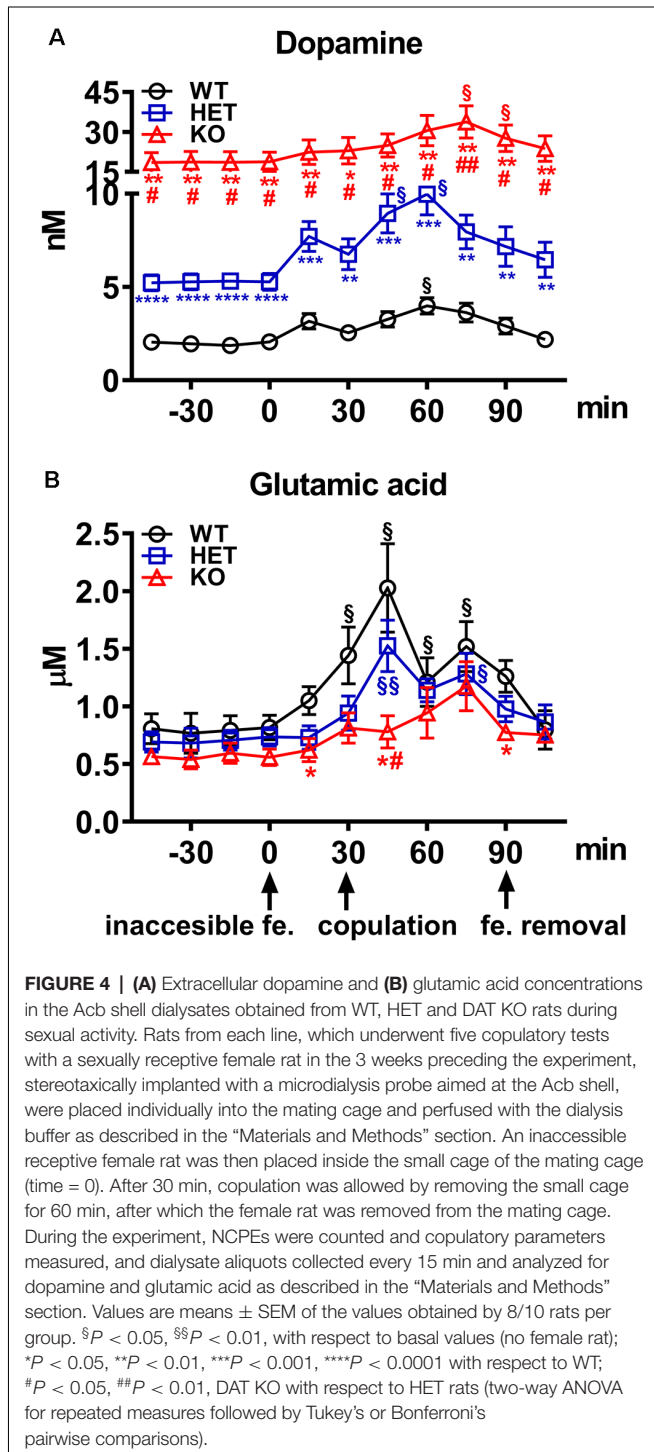 A
Dopamine
WT
HET
KO
45
30
15
10
5
0
nM
§ §
** ** ** ** ** * ** ** ** ** **
# # # # # # # # ## # #
§ §
**** **** **** **** *** ** *** *** ** ** **
§
-30 0 30 60 90 min
B
Glutamic acid
WT
HET
KO
2.5
2.0
1.5
1.0
0.5
0.0
µM
§ § § §
§§ §
* *# *
-30 0 30 60 90 min
inaccesible fe. copulation fe. removal
FIGURE 4 | (A) Extracellular dopamine and (B) glutamic acid concentrations
in the Acb shell dialysates obtained from WT, HET and DAT KO rats during
sexual activity. Rats from each line, which underwent five copulatory tests
with a sexually receptive female rat in the 3 weeks preceding the experiment,
stereotaxically implanted with a microdialysis probe aimed at the Acb shell,
were placed individually into the mating cage and perfused with the dialysis
buffer as described in the “Materials and Methods” section. An inaccessible
receptive female rat was then placed inside the small cage of the mating cage
(time = 0). After 30 min, copulation was allowed by removing the small cage
for 60 min, after which the female rat was removed from the mating cage.
During the experiment, NCPEs were counted and copulatory parameters
measured, and dialysate aliquots collected every 15 min and analyzed for
dopamine and glutamic acid as described in the “Materials and Methods”
section. Values are means ± SEM of the values obtained by 8/10 rats per
group. §P < 0.05, §§P < 0.01, with respect to basal values (no female rat);
*P < 0.05, **P < 0.01, ***P < 0.001, ****P < 0.0001 with respect to WT;
#P < 0.05, ##P < 0.01, DAT KO with respect to HET rats (two-way ANOVA
for repeated measures followed by Tukey’s or Bonferroni’s
pairwise comparisons).